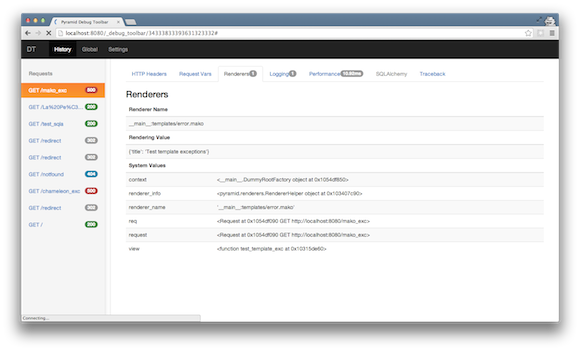 Pyramid Debug Toolbar
localhost:8080/_debug_toolbar/343338333936313233332#
DT History Global Settings
Requests
GET /mako_exc 500
GET /La%20Pe%C3... 200
GET /test_sqla 200
GET /redirect 302
GET /redirect 302
GET /notfound 404
GET /chameleon_exc 500
GET /redirect 302
GET / 200
HTTP Headers Request Vars Renderers 1 Logging 1 Performance SQLAlchemy Traceback
Renderers
Renderer Name
__main__:templates/error.mako
Rendering Value
{'title': 'Test template exceptions'}
System Values
context <__main__.DummyRootFactory object at 0x1054df850>
renderer_info <pyramid.renderers.RendererHelper object at 0x103407c90>
renderer_name '__main__:templates/error.mako'
req <Request at 0x1054df090 GET http://localhost:8080/mako_exc>
request <Request at 0x1054df090 GET http://localhost:8080/mako_exc>
view <function test_template_exc at 0x10315de60>
Connecting...